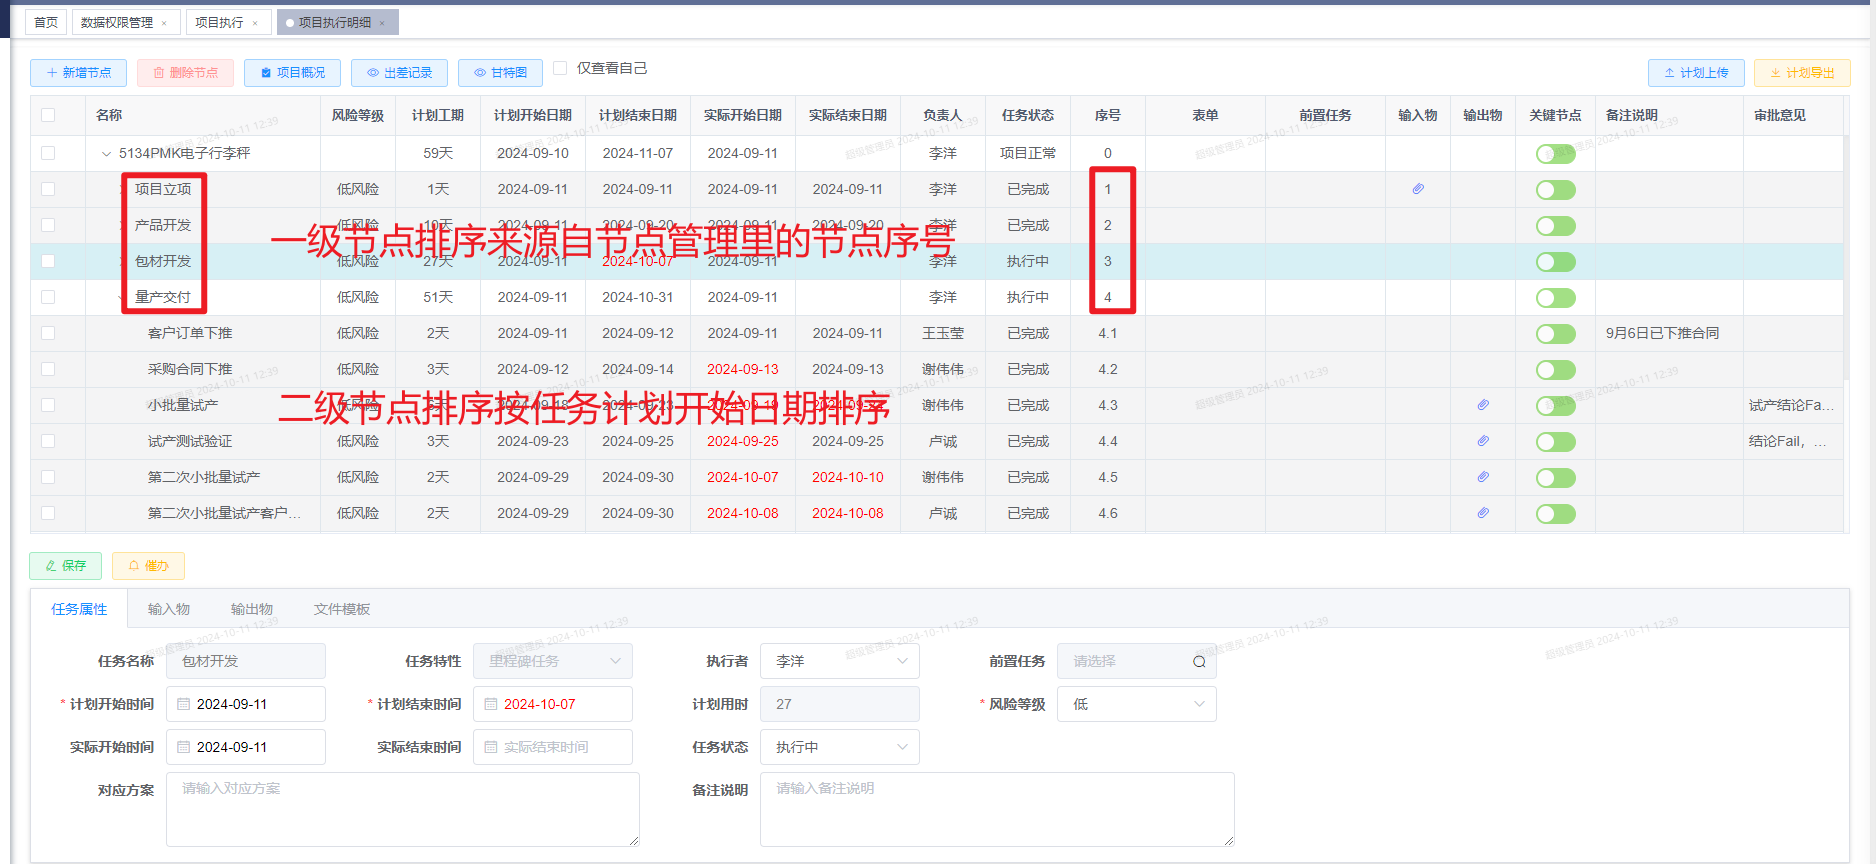 首页 数据权限管理 × 项目执行 × 项目执行明细 ×
新增节点 删除节点 项目概况 出差记录 甘特图 仅查看自己 计划上传 计划导出
名称 风险等级 计划工期 计划开始日期 计划结束日期 实际开始日期 实际结束日期 负责人 任务状态 序号 表单 前置任务 输入物 输出物 关键节点 备注说明 审批意见
5134PMK电子行李秤 59天 2024-09-10 2024-11-07 2024-09-11 李洋 项目正常 0
项目立项 低风险 1天 2024-09-11 2024-09-11 2024-09-11 2024-09-11 李洋 已完成 1
产品开发 低风险 10天 2024-09-11 2024-09-20 2024-09-11 2024-09-20 李洋 已完成 2
一级节点排序来源自节点管理里的节点序号
包材开发 低风险 27天 2024-09-11 2024-10-07 2024-09-11 李洋 执行中 3
量产交付 低风险 51天 2024-09-11 2024-10-31 2024-09-11 李洋 执行中 4
客户订单下推 低风险 2天 2024-09-11 2024-09-12 2024-09-11 2024-09-11 王玉莹 已完成 4.1 9月6日已下推合同
采购合同下推 低风险 3天 2024-09-12 2024-09-14 2024-09-13 2024-09-13 谢伟伟 已完成 4.2
小批量试产 低风险 2024-09-18 2024-09-23 2024-09-19 谢伟伟 已完成 4.3 试产结论Fa...
二级节点排序按任务计划开始日期排序
试产测试验证 低风险 3天 2024-09-23 2024-09-25 2024-09-25 2024-09-25 卢诚 已完成 4.4 结论Fail，...
第二次小批量试产 低风险 2天 2024-09-29 2024-09-30 2024-10-07 2024-10-10 谢伟伟 已完成 4.5
第二次小批量试产客户... 低风险 2天 2024-09-29 2024-09-30 2024-10-08 2024-10-08 卢诚 已完成 4.6
保存 催办
任务属性 输入物 输出物 文件模板
任务名称 包材开发 任务特性 里程碑任务 执行者 李洋 前置任务 请选择
* 计划开始时间 2024-09-11 * 计划结束时间 2024-10-07 计划用时 27 * 风险等级 低
实际开始时间 2024-09-11 实际结束时间 实际结束时间 任务状态 执行中
对应方案 请输入对应方案 备注说明 请输入备注说明
超级管理员 2024-10-11 12:39